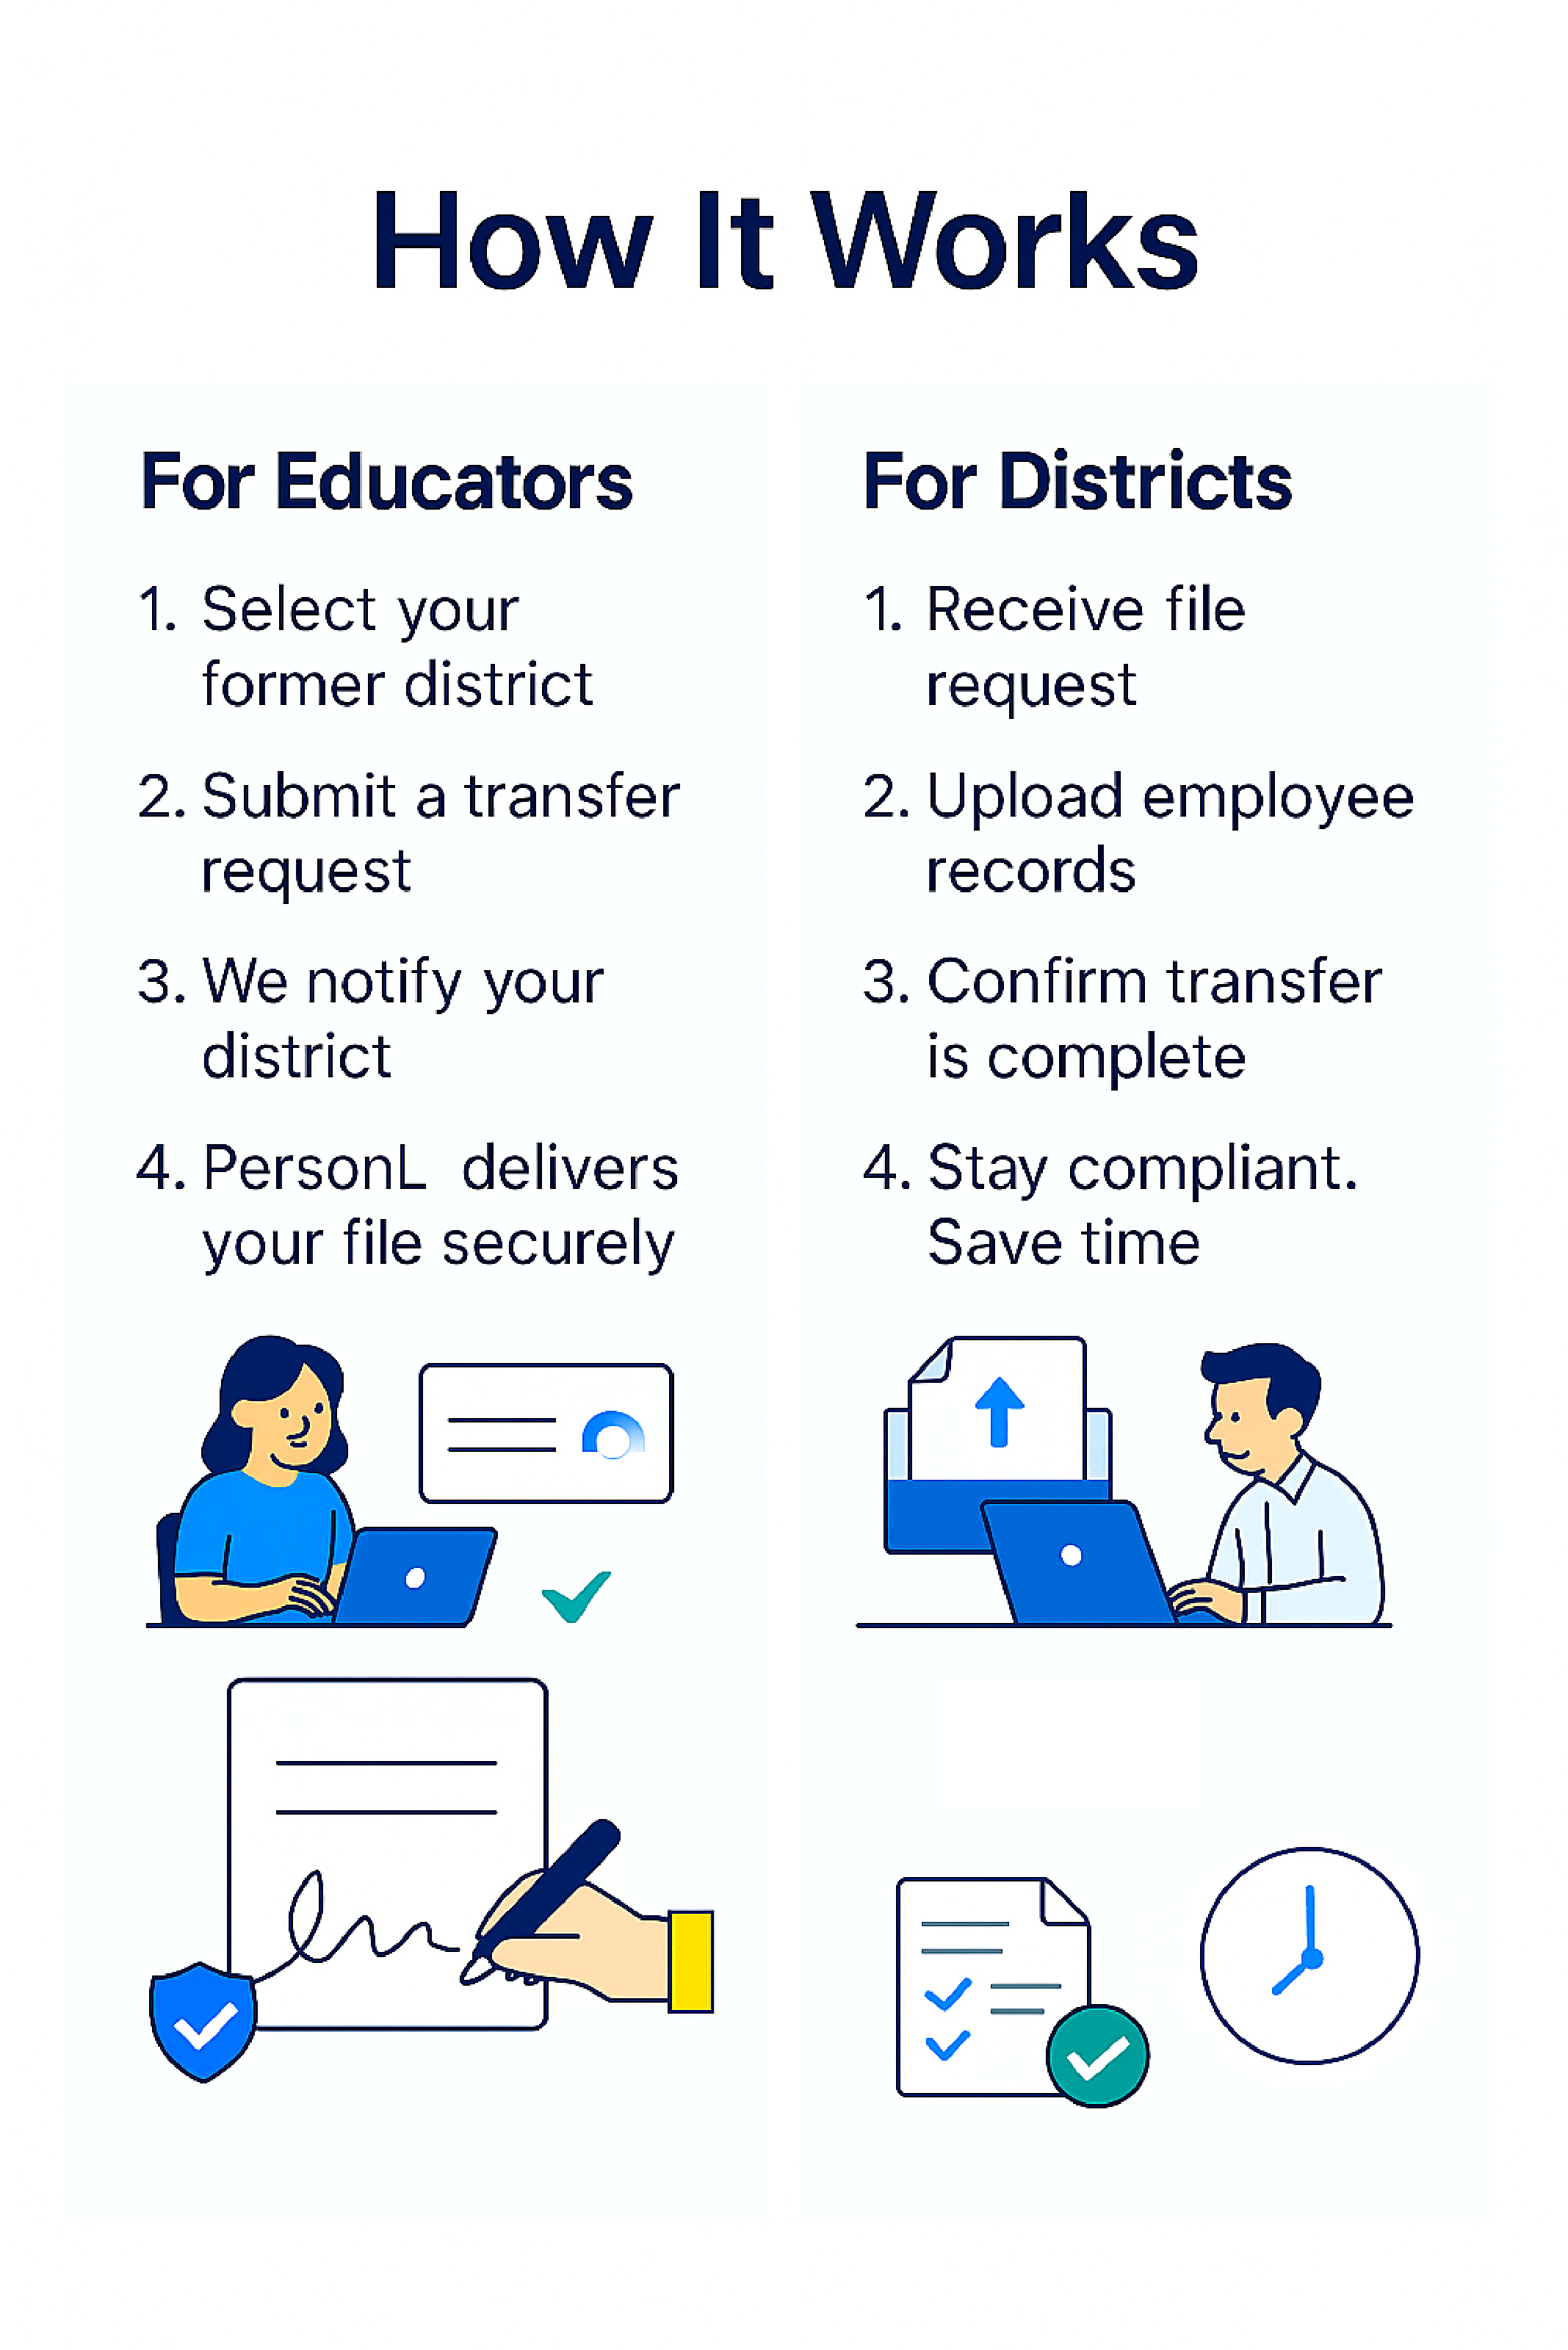 How It Works
For Educators
1. Select your
former district
2. Submit a transfer
request
3. We notify your
district
4. PersonL delivers
your file securely
For Districts
1. Receive file
request
2. Upload employee
records
3. Confirm transfer
is complete
4. Stay compliant.
Save time